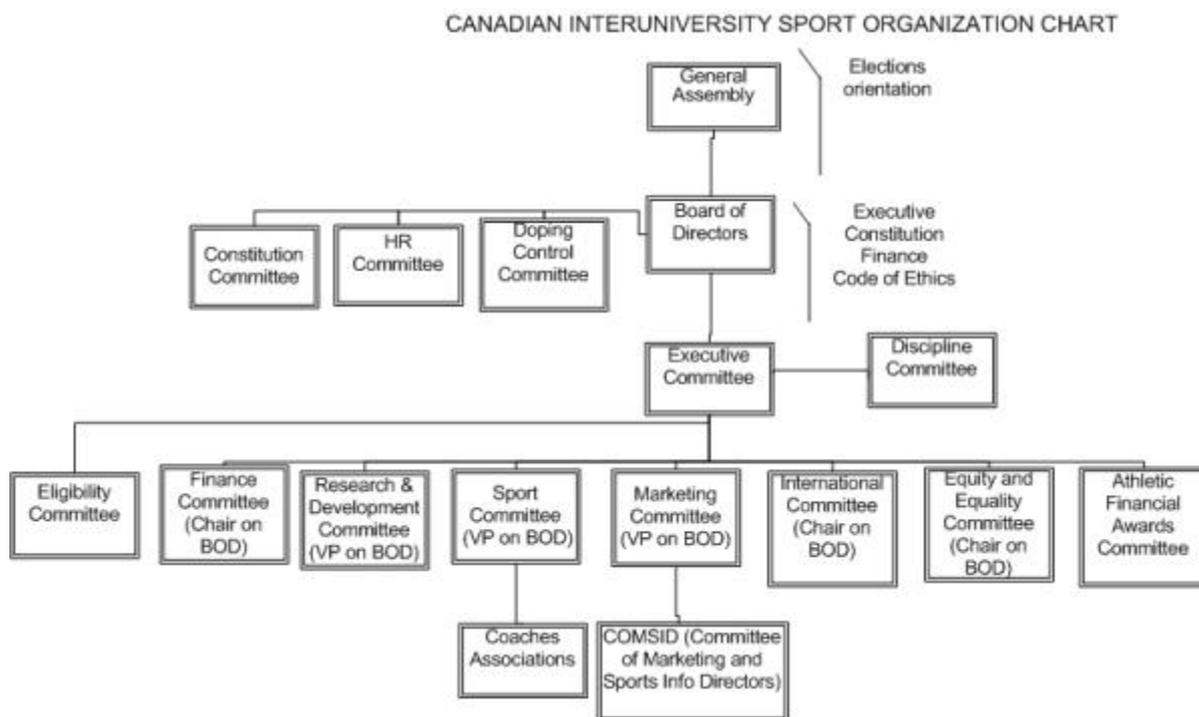 CANADIAN INTERUNIVERSITY SPORT ORGANIZATION CHART
General
Assembly
Elections
orientation
Board of
Directors
Executive
Constitution
Finance
Code of Ethics
Constitution
Committee
HR
Committee
Doping
Control
Committee
Executive
Committee
Discipline
Committee
Eligibility
Committee
Finance
Committee
(Chair on
BOD)
Research &
Development
Committee
(VP on BOD)
Sport
Committee
(VP on BOD)
Marketing
Committee
(VP on BOD)
International
Committee
(Chair on
BOD)
Equity and
Equality
Committee
(Chair on
BOD)
Athletic
Financial
Awards
Committee
Coaches
Associations
COMSID (Committee
of Marketing and
Sports Info Directors)